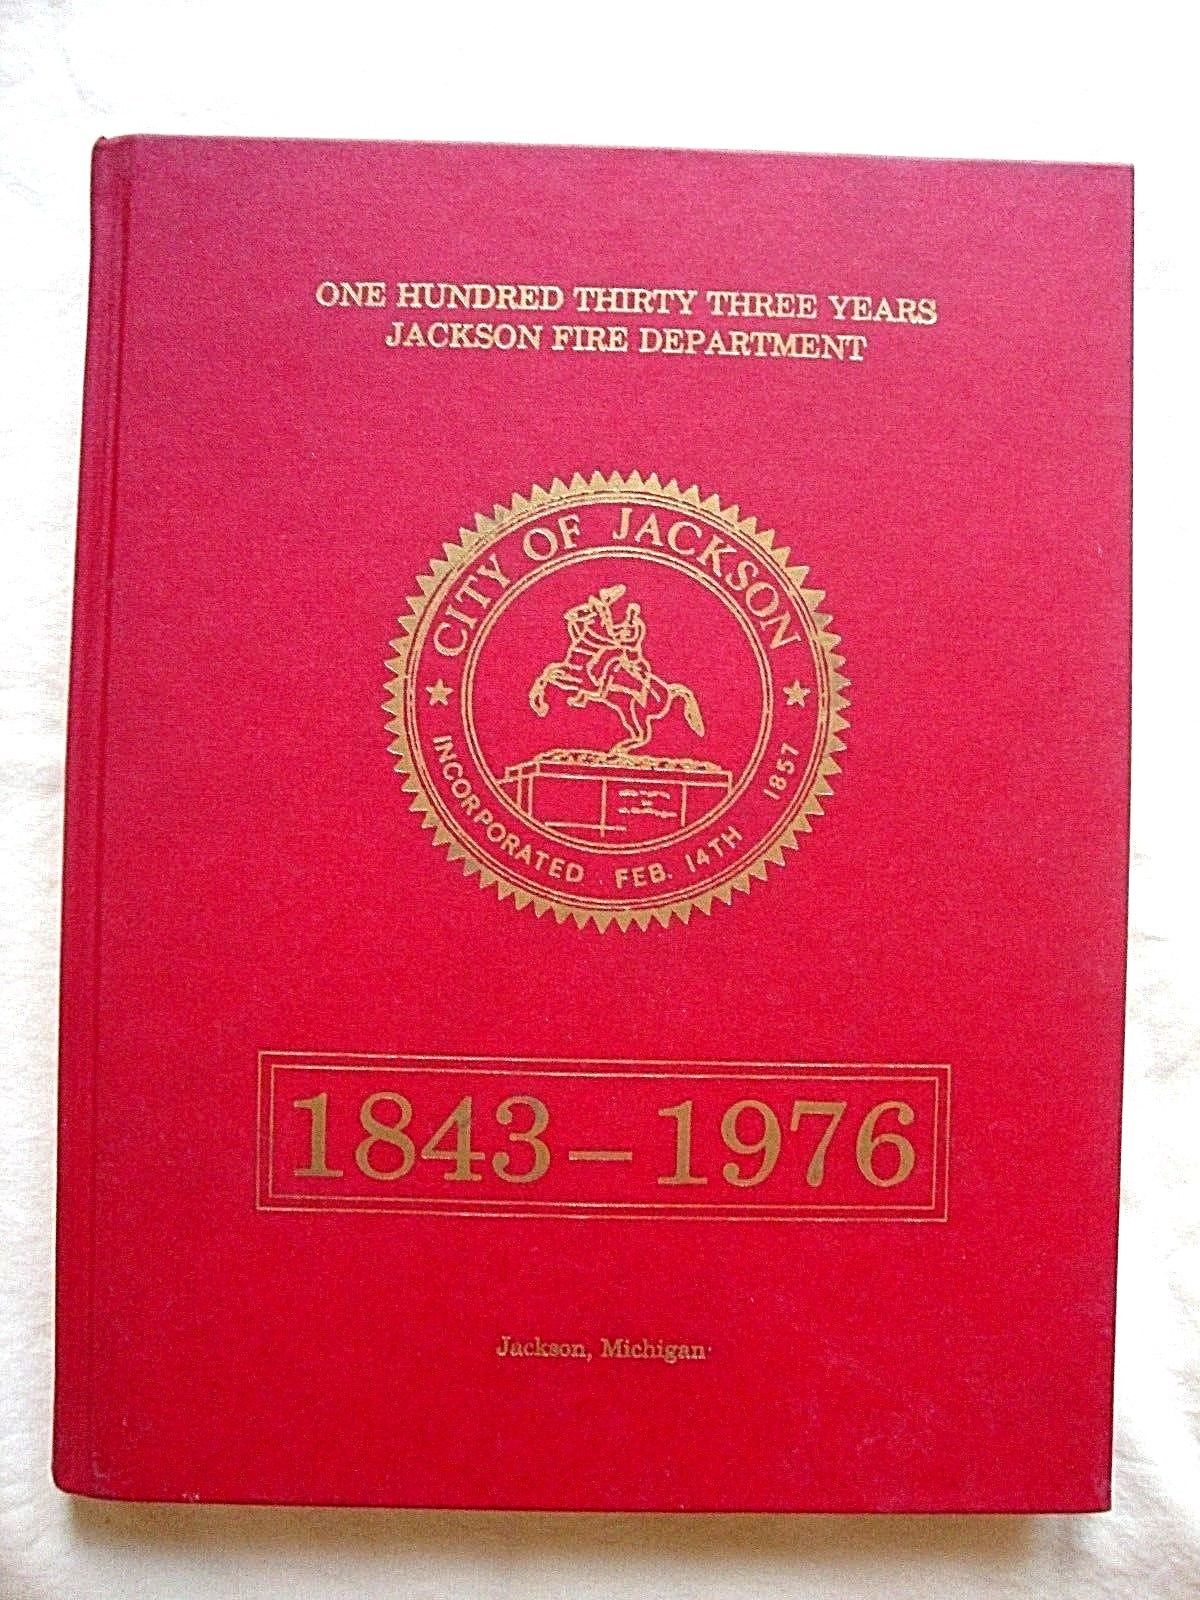 ONE HUNDRED THIRTY THREE YEARS
JACKSON FIRE DEPARTMENT
CITY OF JACKSON
INCORPORATED FEB. 14TH 1857
1843 – 1976
Jackson, Michigan